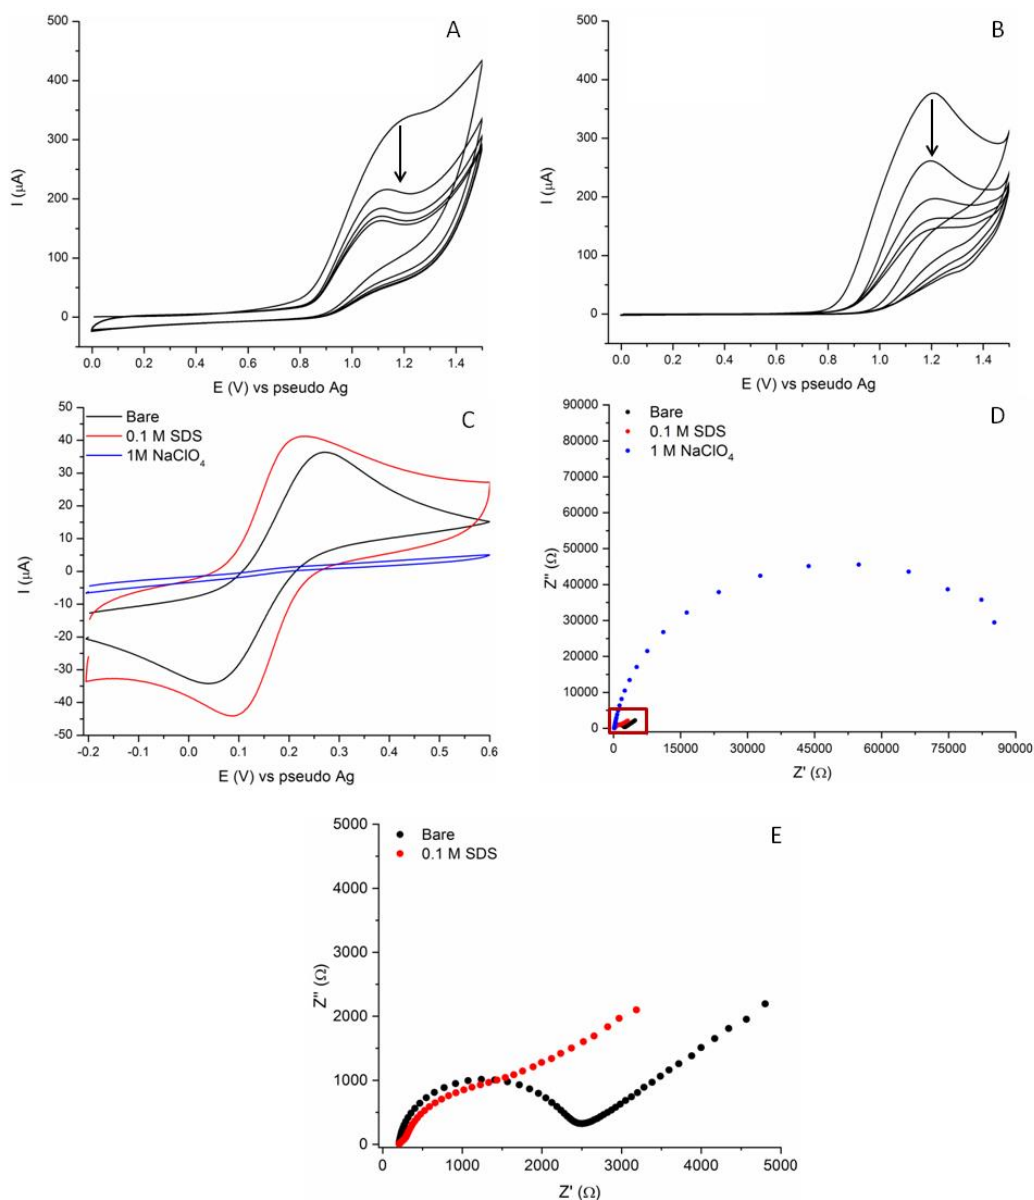 A
500
400
300
200
100
0
I (µA)
0.0 0.2 0.4 0.6 0.8 1.0 1.2 1.4
E (V) vs pseudo Ag
B
500
400
300
200
100
0
I (µA)
0.0 0.2 0.4 0.6 0.8 1.0 1.2 1.4
E (V) vs pseudo Ag
C
Bare
0.1 M SDS
1M NaClO4
50
40
30
20
10
0
-10
-20
-30
-40
-50
I (µA)
-0.2 -0.1 0.0 0.1 0.2 0.3 0.4 0.5 0.6
E (V) vs pseudo Ag
D
Bare
0.1 M SDS
1 M NaClO4
90000
80000
70000
60000
50000
40000
30000
20000
10000
0
Z'' (Ω)
0 15000 30000 45000 60000 75000 90000
Z' (Ω)
E
Bare
0.1 M SDS
5000
4000
3000
2000
1000
0
Z'' (Ω)
0 1000 2000 3000 4000 5000
Z' (Ω)